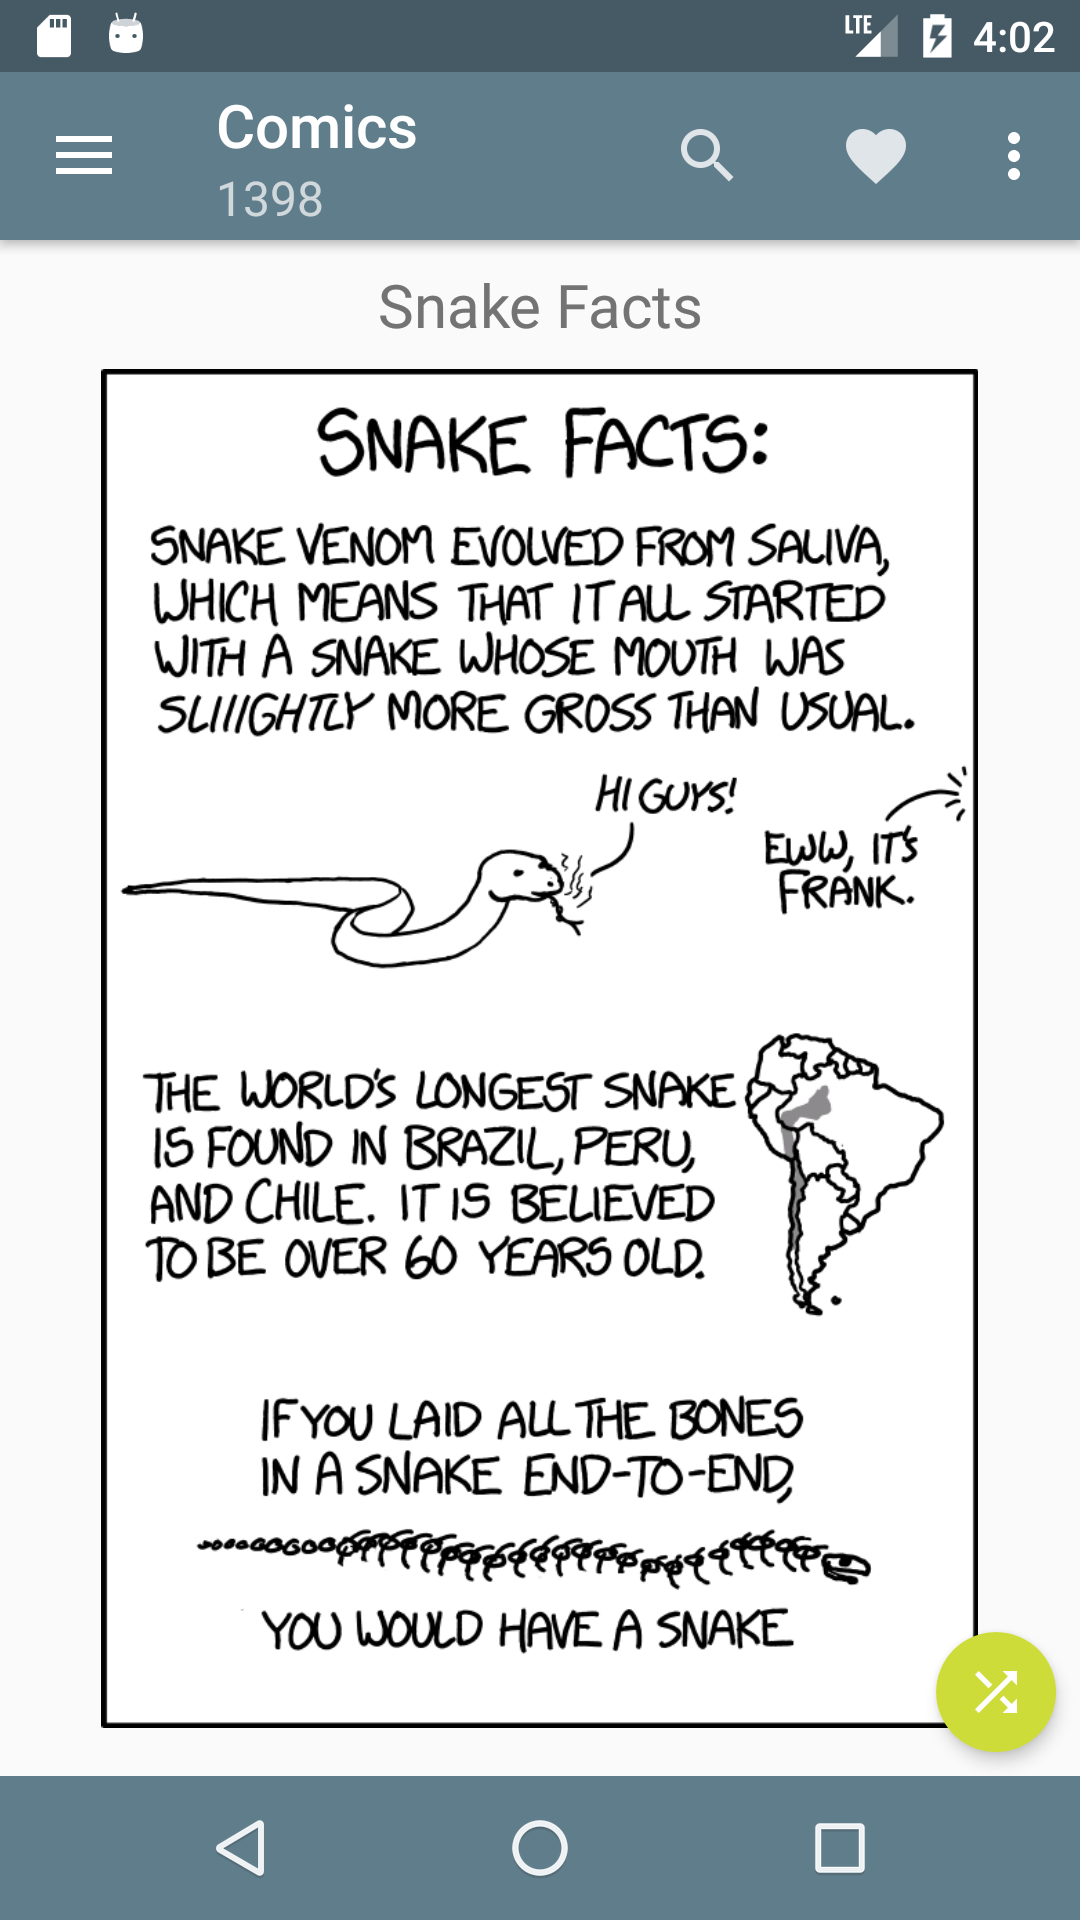 LTE 4:02
Comics
1398
Snake Facts
SNAKE FACTS:
SNAKE VENOM EVOLVED FROM SALIVA,
WHICH MEANS THAT IT ALL STARTED
WITH A SNAKE WHOSE MOUTH WAS
SLIIIGHTLY MORE GROSS THAN USUAL.
HI GUYS!
EWW, IT'S
FRANK.
THE WORLD'S LONGEST SNAKE
IS FOUND IN BRAZIL, PERU,
AND CHILE. IT IS BELIEVED
TO BE OVER 60 YEARS OLD.
IF YOU LAID ALL THE BONES
IN A SNAKE END-TO-END,
YOU WOULD HAVE A SNAKE